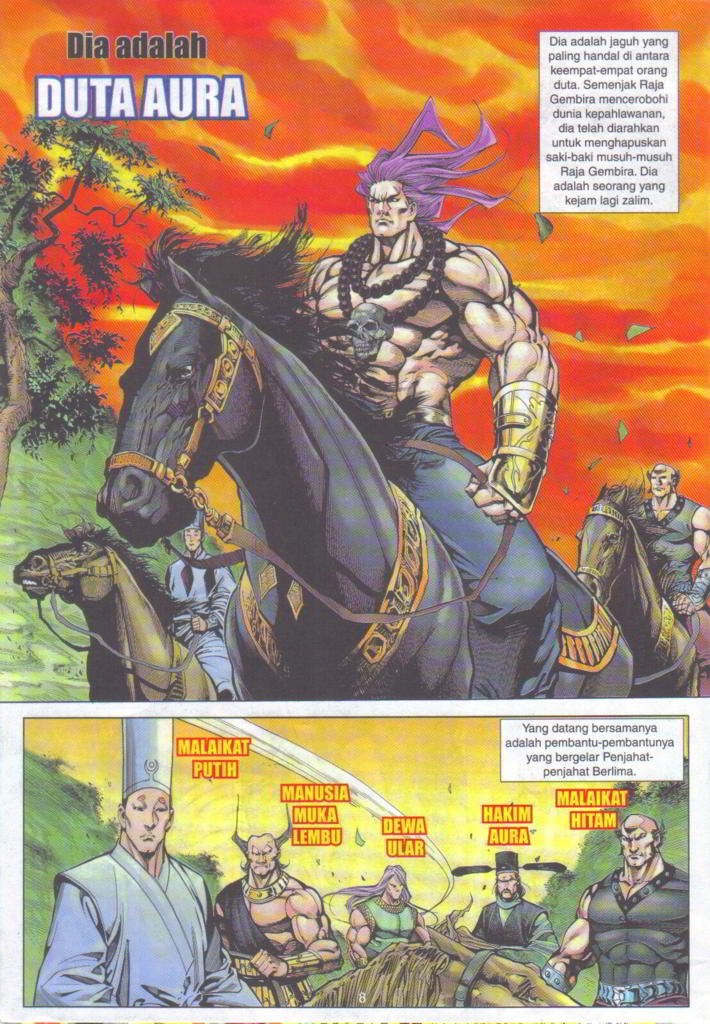 Dia adalah
DUTA AURA
Dia adalah jaguh yang
paling handal di antara
keempat-empat orang
duta. Semenjak Raja
Gembira mencerobohi
dunia kepahlawanan,
dia telah diarahkan
untuk menghapuskan
saki-baki musuh-musuh
Raja Gembira. Dia
adalah seorang yang
kejam lagi zalim.
Yang datang bersamanya
adalah pembantu-pembantunya
yang bergelar Penjahat-
penjahat Berlima.
MALAIKAT
PUTIH
MANUSIA
MUKA
LEMBU
DEWA
ULAR
HAKIM
AURA
MALAIKAT
HITAM
8